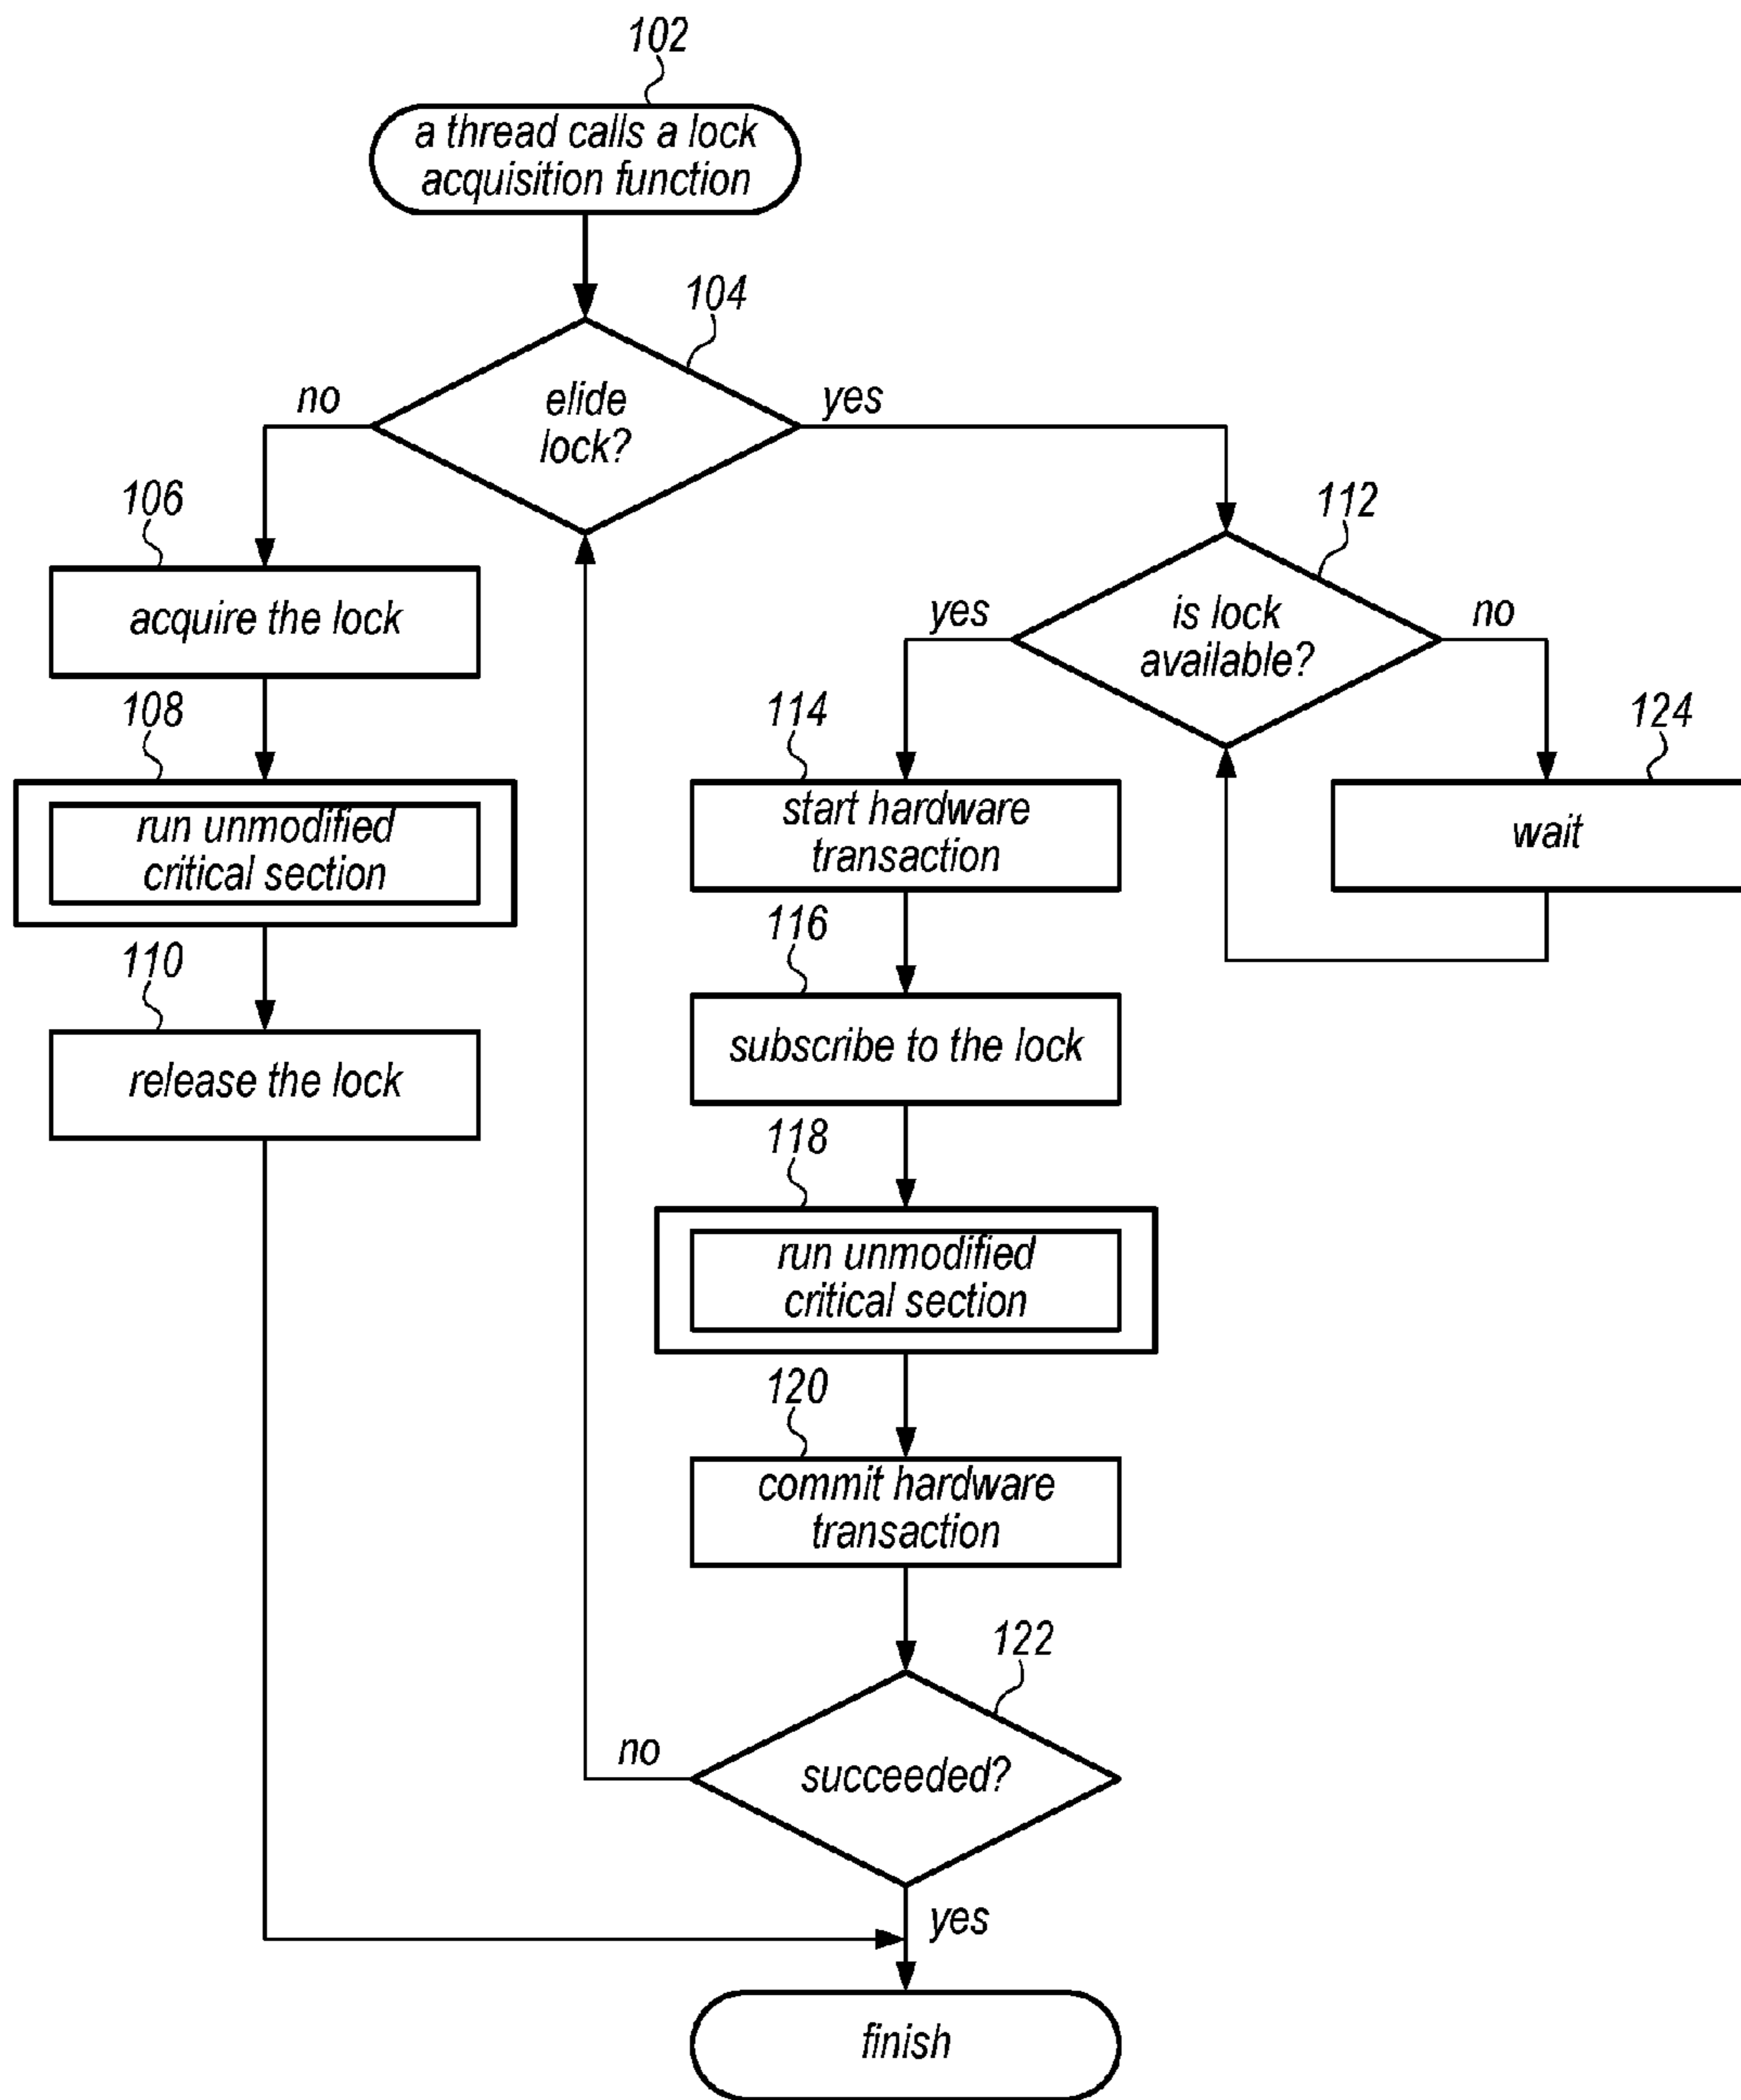 102
a thread calls a lock
acquisition function
104
elide
lock?
no
yes
106
acquire the lock
108
run unmodified
critical section
110
release the lock
112
is lock
available?
yes
no
114
start hardware
transaction
124
wait
116
subscribe to the lock
118
run unmodified
critical section
120
commit hardware
transaction
122
succeeded?
no
yes
finish